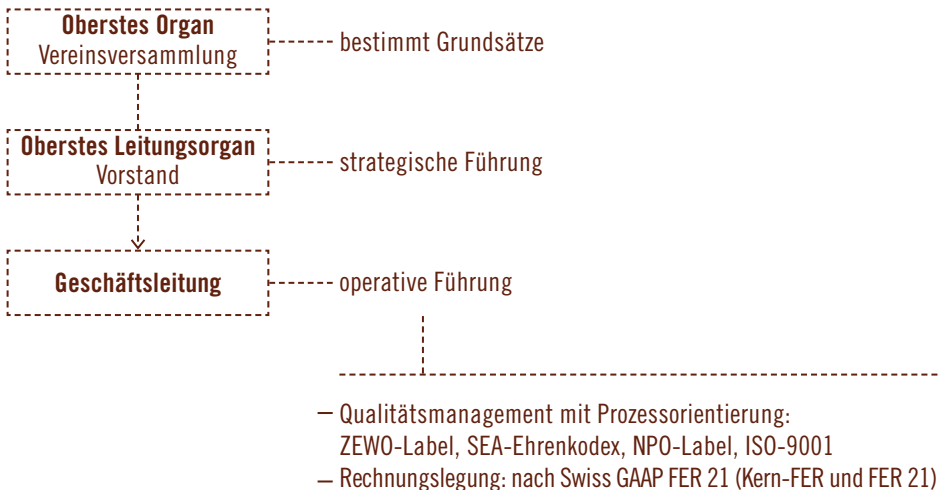 Oberstes Organ
Vereinsversammlung
bestimmt Grundsätze
Oberstes Leitungsorgan
Vorstand
strategische Führung
Geschäftsleitung
operative Führung
– Qualitätsmanagement mit Prozessorientierung:
ZEWO-Label, SEA-Ehrenkodex, NPO-Label, ISO-9001
– Rechnungslegung: nach Swiss GAAP FER 21 (Kern-FER und FER 21)